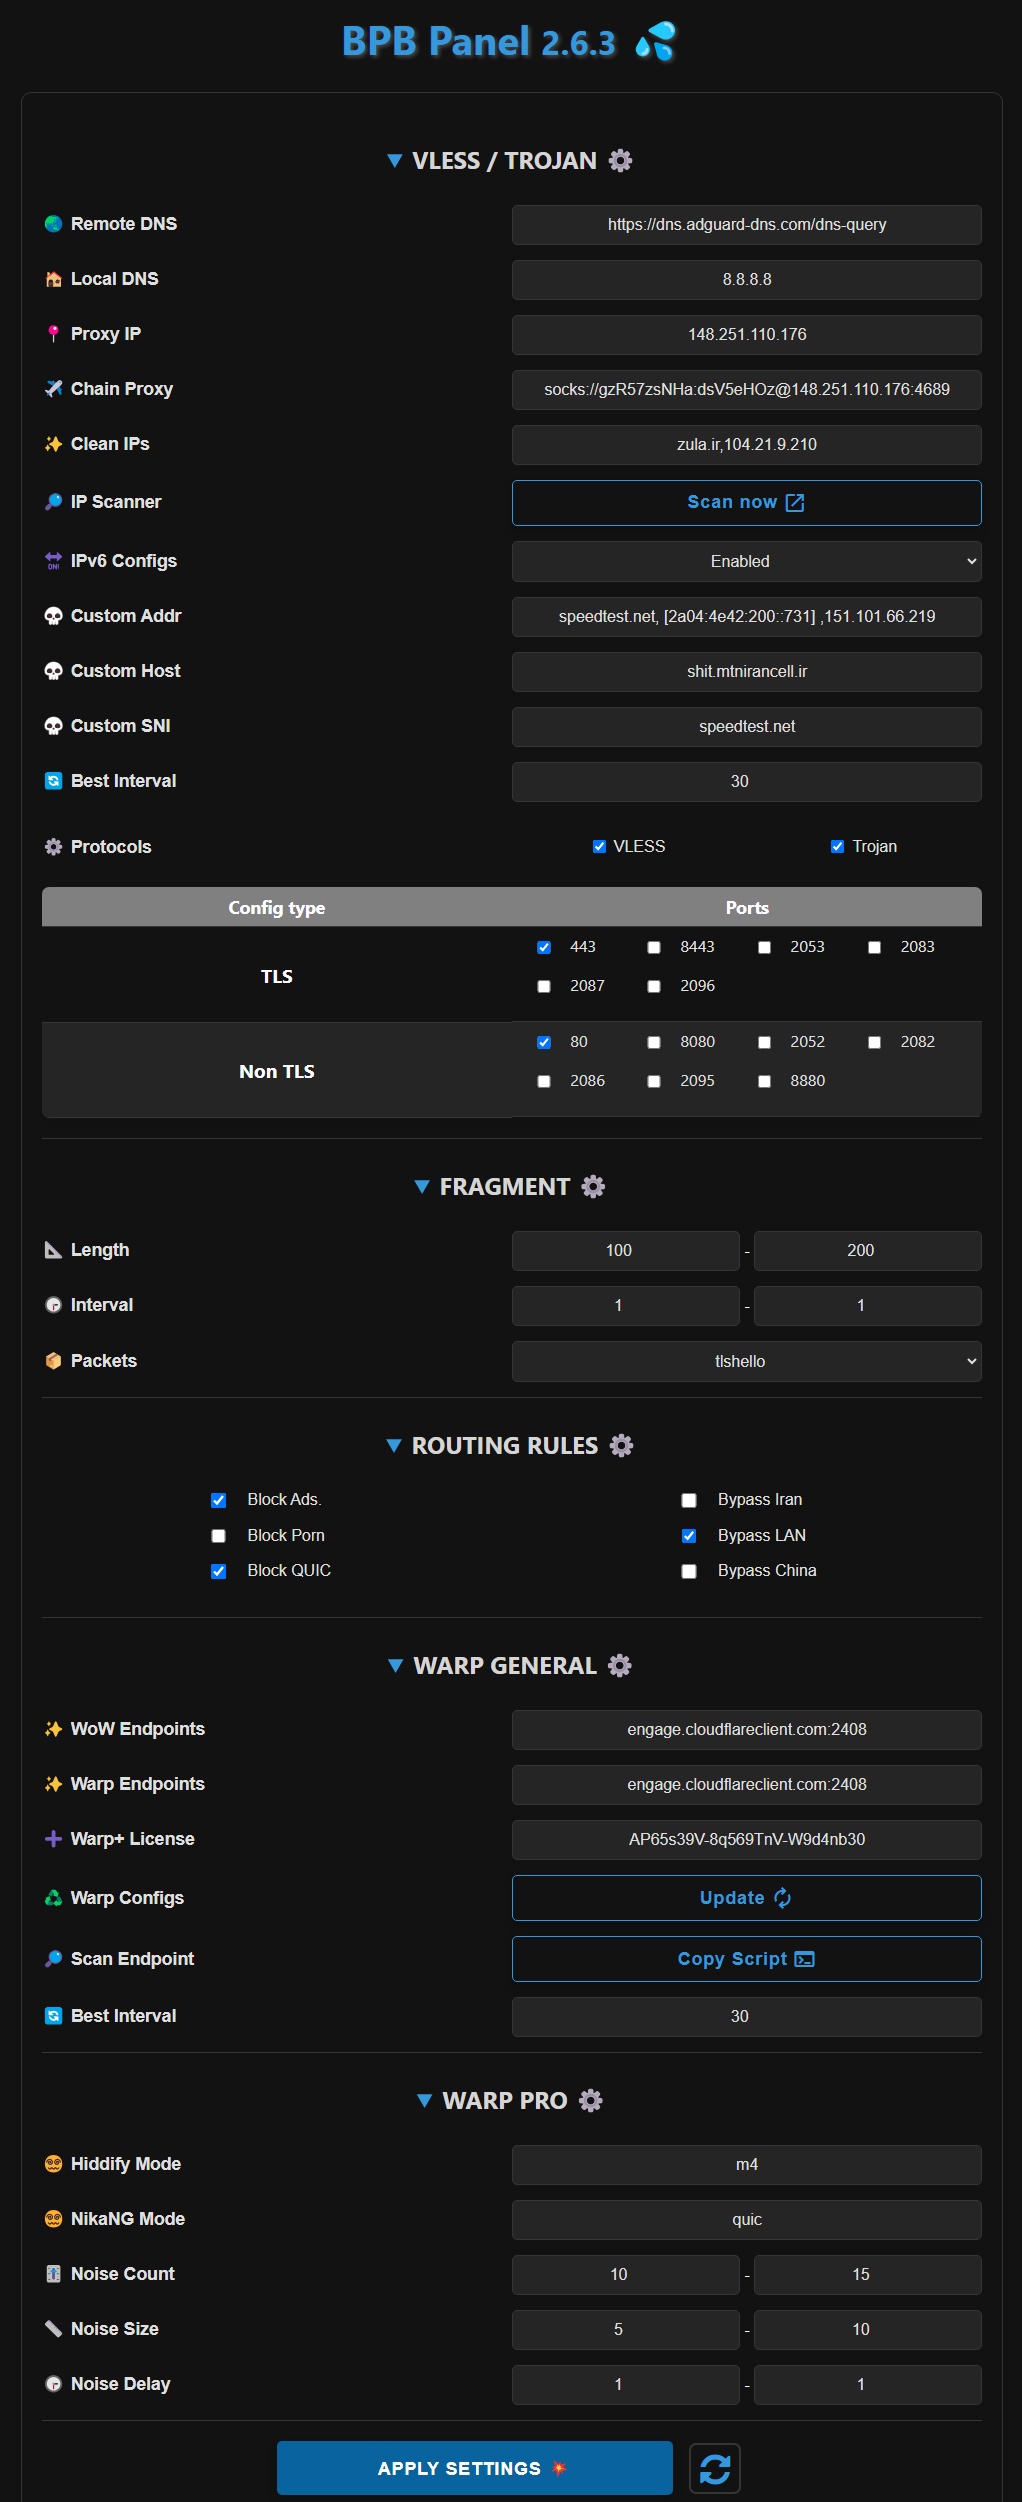 BPB Panel 2.6.3 💦
VLESS / TROJAN ⚙️
Remote DNS https://dns.adguard-dns.com/dns-query
Local DNS 8.8.8.8
Proxy IP 148.251.110.176
Chain Proxy socks://gzR57zsNHa:dsV5eHOz@148.251.110.176:4689
Clean IPs zula.ir,104.21.9.210
IP Scanner Scan now
IPv6 Configs Enabled
Custom Addr speedtest.net, [2a04:4e42:200::731] ,151.101.66.219
Custom Host shit.mtnirancell.ir
Custom SNI speedtest.net
Best Interval 30
Protocols VLESS Trojan
Config type Ports
TLS
443 8443 2053 2083
2087 2096
Non TLS
80 8080 2052 2082
2086 2095 8880
FRAGMENT ⚙️
Length 100 - 200
Interval 1 - 1
Packets tlshello
ROUTING RULES ⚙️
Block Ads. Bypass Iran
Block Porn Bypass LAN
Block QUIC Bypass China
WARP GENERAL ⚙️
WoW Endpoints engage.cloudflareclient.com:2408
Warp Endpoints engage.cloudflareclient.com:2408
Warp+ License AP65s39V-8q569TnV-W9d4nb30
Warp Configs Update
Scan Endpoint Copy Script
Best Interval 30
WARP PRO ⚙️
Hiddify Mode m4
NikaNG Mode quic
Noise Count 10 - 15
Noise Size 5 - 10
Noise Delay 1 - 1
APPLY SETTINGS 💥